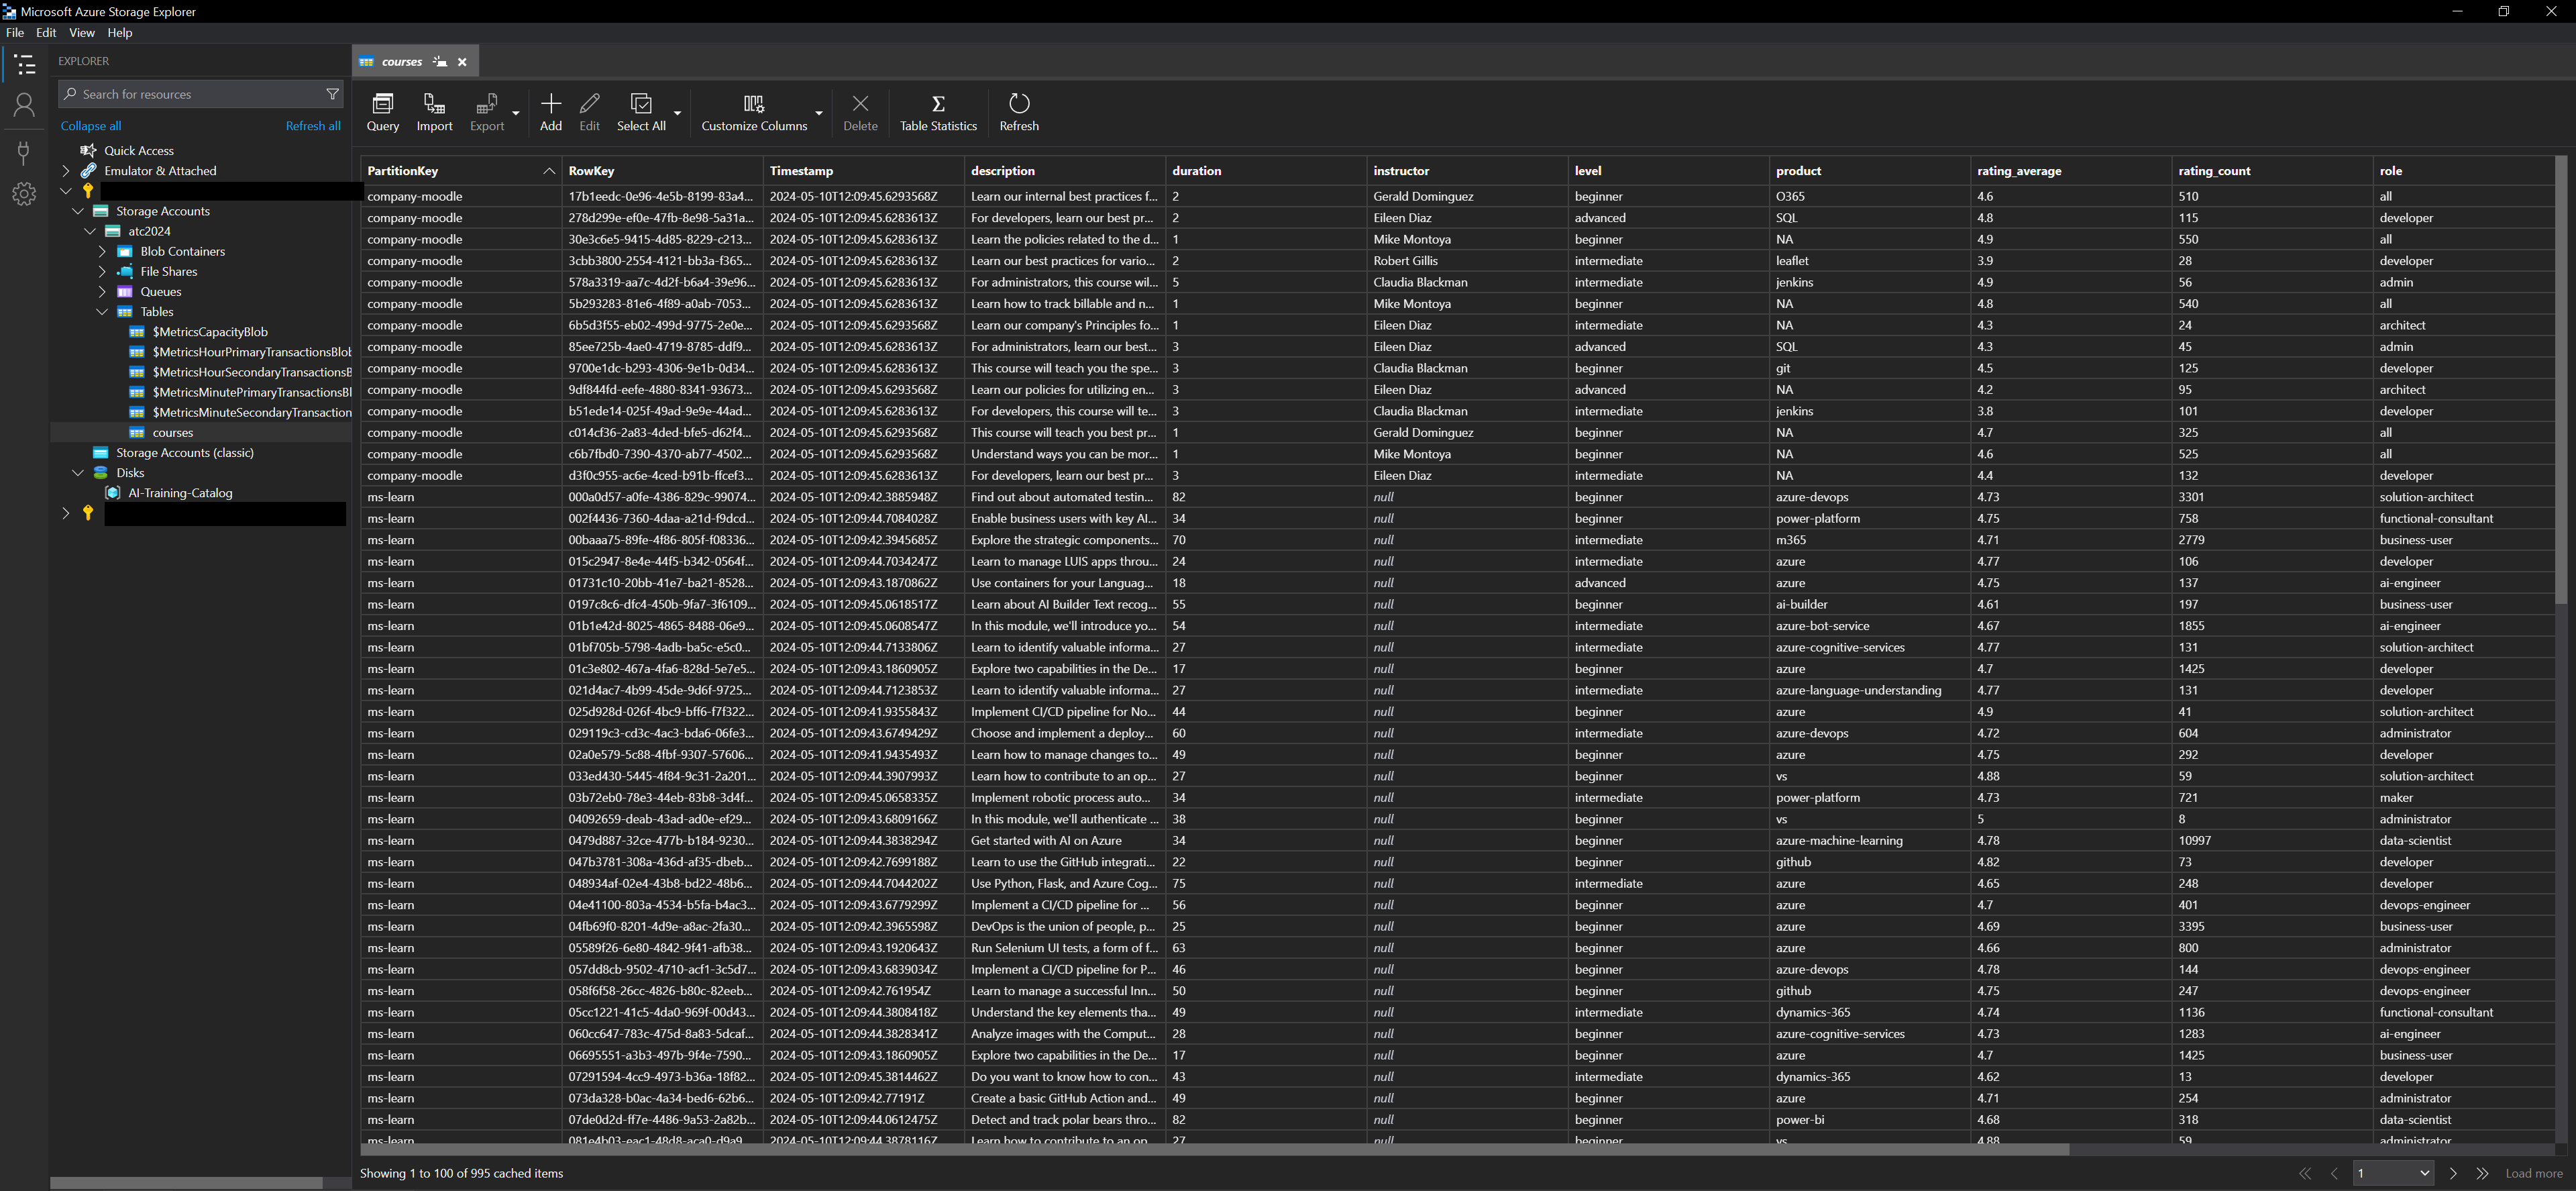 Microsoft Azure Storage Explorer
File Edit View Help
EXPLORER
Search for resources
Collapse all Refresh all
Quick Access
Emulator & Attached
Storage Accounts
atc2024
Blob Containers
File Shares
Queues
Tables
$MetricsCapacityBlob
$MetricsHourPrimaryTransactionsBlob
$MetricsHourSecondaryTransactionsB
$MetricsMinutePrimaryTransactionsBl
$MetricsMinuteSecondaryTransaction
courses
Storage Accounts (classic)
Disks
AI-Training-Catalog
courses
Query Import Export Add Edit Select All Customize Columns Delete Table Statistics Refresh
PartitionKey RowKey Timestamp description duration instructor level product rating_average rating_count role
company-moodle 17b1eedc-0e96-4e5b-8199-83a4... 2024-05-10T12:09:45.6293568Z Learn our internal best practices f... 2 Gerald Dominguez beginner O365 4.6 510 all
company-moodle 278d299e-ef0e-47fb-8e98-5a31a... 2024-05-10T12:09:45.6283613Z For developers, learn our best pr... 2 Eileen Diaz advanced SQL 4.8 115 developer
company-moodle 30e3c6e5-9415-4d85-8229-c213... 2024-05-10T12:09:45.6283613Z Learn the policies related to the d... 1 Mike Montoya beginner NA 4.9 550 all
company-moodle 3cbb3800-2554-4121-bb3a-f365... 2024-05-10T12:09:45.6283613Z Learn our best practices for vario... 2 Robert Gillis intermediate leaflet 3.9 28 developer
company-moodle 578a3319-aa7c-4d2f-b6a4-39e96... 2024-05-10T12:09:45.6283613Z For administrators, this course wil... 5 Claudia Blackman intermediate jenkins 4.9 56 admin
company-moodle 5b293283-81e6-4f89-a0ab-7053... 2024-05-10T12:09:45.6283613Z Learn how to track billable and n... 1 Mike Montoya beginner NA 4.8 540 all
company-moodle 6b5d3f55-eb02-499d-9775-2e0e... 2024-05-10T12:09:45.6293568Z Learn our company's Principles fo... 1 Eileen Diaz intermediate NA 4.3 24 architect
company-moodle 85ee725b-4ae0-4719-8785-ddf9... 2024-05-10T12:09:45.6283613Z For administrators, learn our best... 3 Eileen Diaz advanced SQL 4.3 45 admin
company-moodle 9700e1dc-b293-4306-9e1b-0d34... 2024-05-10T12:09:45.6283613Z This course will teach you the spe... 3 Claudia Blackman beginner git 4.5 125 developer
company-moodle 9df844fd-eefe-4880-8341-93673... 2024-05-10T12:09:45.6293568Z Learn our policies for utilizing en... 3 Eileen Diaz advanced NA 4.2 95 architect
company-moodle b51ede14-025f-49ad-9e9e-44ad... 2024-05-10T12:09:45.6283613Z For developers, this course will te... 3 Claudia Blackman intermediate jenkins 3.8 101 developer
company-moodle c014cf36-2a83-4ded-bfe5-d62f4... 2024-05-10T12:09:45.6293568Z This course will teach you best pr... 1 Gerald Dominguez beginner NA 4.7 325 all
company-moodle c6b7fbd0-7390-4370-ab77-4502... 2024-05-10T12:09:45.6293568Z Understand ways you can be mor... 1 Mike Montoya beginner NA 4.6 525 all
company-moodle d3f0c955-ac6e-4ced-b91b-ffcef3... 2024-05-10T12:09:45.6283613Z For developers, learn our best pr... 3 Eileen Diaz intermediate NA 4.4 132 developer
ms-learn 000a0d57-a0fe-4386-829c-99074... 2024-05-10T12:09:42.3885948Z Find out about automated testin... 82 null beginner azure-devops 4.73 3301 solution-architect
ms-learn 002f4436-7360-4daa-a21d-f9dcd... 2024-05-10T12:09:44.7084028Z Enable business users with key AI... 34 null beginner power-platform 4.75 758 functional-consultant
ms-learn 00baaa75-89fe-4f86-805f-f08336... 2024-05-10T12:09:42.3945685Z Explore the strategic components... 70 null intermediate m365 4.71 2779 business-user
ms-learn 015c2947-8e4e-44f5-b342-0564f... 2024-05-10T12:09:44.7034247Z Learn to manage LUIS apps throu... 24 null intermediate azure 4.77 106 developer
ms-learn 01731c10-20bb-41e7-ba21-8528... 2024-05-10T12:09:43.1870862Z Use containers for your Languag... 18 null advanced azure 4.75 137 ai-engineer
ms-learn 0197c8c6-dfc4-450b-9fa7-3f6109... 2024-05-10T12:09:45.0618517Z Learn about AI Builder Text recog... 55 null beginner ai-builder 4.61 197 business-user
ms-learn 01b1e42d-8025-4865-8488-06e9... 2024-05-10T12:09:45.0608547Z In this module, we'll introduce yo... 54 null intermediate azure-bot-service 4.67 1855 ai-engineer
ms-learn 01bf705b-5798-4adb-ba5c-e5c0... 2024-05-10T12:09:44.7133806Z Learn to identify valuable informa... 27 null intermediate azure-cognitive-services 4.77 131 solution-architect
ms-learn 01c3e802-467a-4fa6-828d-5e7e5... 2024-05-10T12:09:43.1860905Z Explore two capabilities in the De... 17 null beginner azure 4.7 1425 developer
ms-learn 021d4ac7-4b99-45de-9d6f-9725... 2024-05-10T12:09:44.7123853Z Learn to identify valuable informa... 27 null intermediate azure-language-understanding 4.77 131 developer
ms-learn 025d928d-026f-4bc9-bff6-f7f322... 2024-05-10T12:09:41.9355843Z Implement CI/CD pipeline for No... 44 null beginner azure 4.9 41 solution-architect
ms-learn 029119c3-cd3c-4ac3-bda6-06fe3... 2024-05-10T12:09:43.6749429Z Choose and implement a deploy... 60 null intermediate azure-devops 4.72 604 administrator
ms-learn 02a0e579-5c88-4fbf-9307-57606... 2024-05-10T12:09:41.9435493Z Learn how to manage changes to... 49 null beginner azure 4.75 292 developer
ms-learn 033ed430-5445-4f84-9c31-2a201... 2024-05-10T12:09:44.3907993Z Learn how to contribute to an op... 27 null beginner vs 4.88 59 solution-architect
ms-learn 03b72eb0-78e3-44eb-83b8-3d4f... 2024-05-10T12:09:45.0658335Z Implement robotic process auto... 34 null intermediate power-platform 4.73 721 maker
ms-learn 04092659-deab-43ad-ad0e-ef29... 2024-05-10T12:09:43.6809166Z In this module, we'll authenticate ... 38 null beginner vs 5 8 administrator
ms-learn 0479d887-32ce-477b-b184-9230... 2024-05-10T12:09:44.3838294Z Get started with AI on Azure 34 null beginner azure-machine-learning 4.78 10997 data-scientist
ms-learn 047b3781-308a-436d-af35-dbeb... 2024-05-10T12:09:42.7699188Z Learn to use the GitHub integrati... 22 null beginner github 4.82 73 developer
ms-learn 048934af-02e4-43b8-bd22-48b6... 2024-05-10T12:09:44.7044202Z Use Python, Flask, and Azure Cog... 75 null intermediate azure 4.65 248 developer
ms-learn 04e41100-803a-4534-b5fa-b4ac3... 2024-05-10T12:09:43.6779299Z Implement a CI/CD pipeline for ... 56 null beginner azure 4.7 401 devops-engineer
ms-learn 04fb69f0-8201-4d9e-a8ac-2fa30... 2024-05-10T12:09:42.3965598Z DevOps is the union of people, p... 25 null beginner azure 4.69 3395 business-user
ms-learn 05589f26-6e80-4842-9f41-afb38... 2024-05-10T12:09:43.1920643Z Run Selenium UI tests, a form of f... 63 null beginner azure 4.66 800 administrator
ms-learn 057dd8cb-9502-4710-acf1-3c5d7... 2024-05-10T12:09:43.6839034Z Implement a CI/CD pipeline for P... 46 null beginner azure-devops 4.78 144 devops-engineer
ms-learn 058f6f58-26cc-4826-b80c-82eeb... 2024-05-10T12:09:42.761954Z Learn to manage a successful Inn... 50 null beginner github 4.75 247 devops-engineer
ms-learn 05cc1221-41c5-4da0-969f-00d43... 2024-05-10T12:09:44.3808418Z Understand the key elements tha... 49 null intermediate dynamics-365 4.74 1136 functional-consultant
ms-learn 060cc647-783c-475d-8a83-5dcaf... 2024-05-10T12:09:44.3828341Z Analyze images with the Comput... 28 null beginner azure-cognitive-services 4.73 1283 ai-engineer
ms-learn 06695551-a3b3-497b-9f4e-7590... 2024-05-10T12:09:43.1860905Z Explore two capabilities in the De... 17 null beginner azure 4.7 1425 business-user
ms-learn 07291594-4cc9-4973-b36a-18f82... 2024-05-10T12:09:45.3814462Z Do you want to know how to con... 43 null intermediate dynamics-365 4.62 13 developer
ms-learn 073da328-b0ac-4a34-bed6-62b6... 2024-05-10T12:09:42.77191Z Create a basic GitHub Action and... 49 null beginner azure 4.71 254 administrator
ms-learn 07de0d2d-ff7e-4486-9a53-2a82b... 2024-05-10T12:09:44.0612475Z Detect and track polar bears thro... 82 null beginner power-bi 4.68 318 data-scientist
ms-learn 081e4b03-eac1-48d8-aca0-d9a9... 2024-05-10T12:09:44.3878116Z Learn how to contribute to an op... 27 null beginner vs 4.88 59 administrator
Showing 1 to 100 of 995 cached items
1
Load more